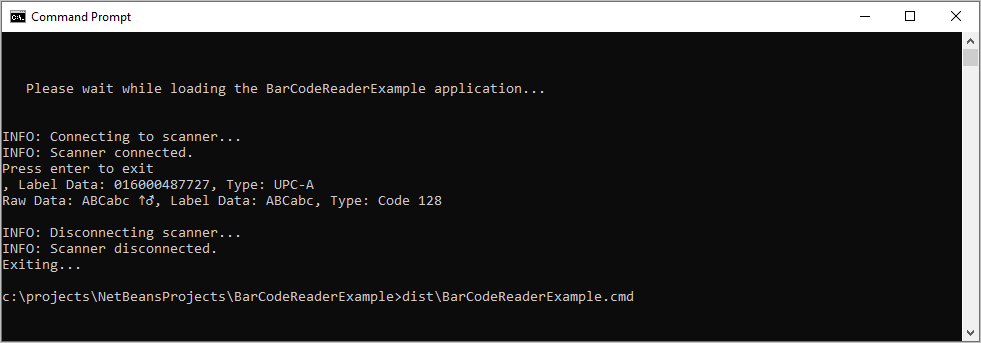 Command Prompt
Please wait while loading the BarCodeReaderExample application...
INFO: Connecting to scanner...
INFO: Scanner connected.
Press enter to exit
, Label Data: 016000487727, Type: UPC-A
Raw Data: ABCabc ↑♂, Label Data: ABCabc, Type: Code 128
INFO: Disconnecting scanner...
INFO: Scanner disconnected.
Exiting...
c:\projects\NetBeansProjects\BarCodeReaderExample>dist\BarCodeReaderExample.cmd